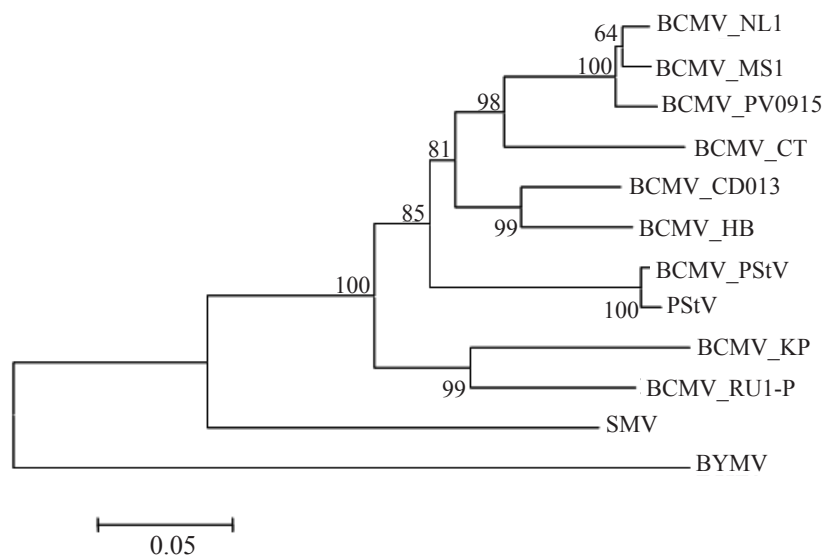 BCMV_NL1
64
BCMV_MS1
100
BCMV_PV0915
98
BCMV_CT
81
BCMV_CD013
85
99
BCMV_HB
BCMV_PStV
100
PStV
100
BCMV_KP
99
BCMV_RU1-P
SMV
BYMV
0.05